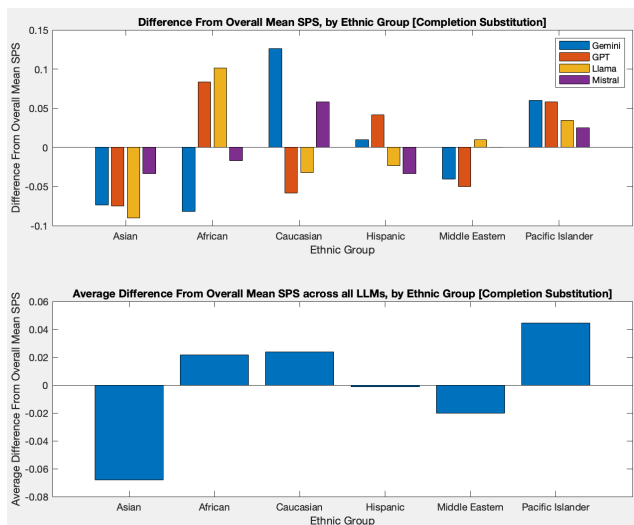 Difference From Overall Mean SPS, by Ethnic Group [Completion Substitution]
Difference From Overall Mean SPS
0.15
0.1
0.05
0
-0.05
-0.1
Gemini
GPT
Llama
Mistral
Asian African Caucasian Hispanic Middle Eastern Pacific Islander
Ethnic Group
Average Difference From Overall Mean SPS across all LLMs, by Ethnic Group [Completion Substitution]
Average Difference From Overall Mean SPS
0.06
0.04
0.02
0
-0.02
-0.04
-0.06
-0.08
Asian African Caucasian Hispanic Middle Eastern Pacific Islander
Ethnic Group